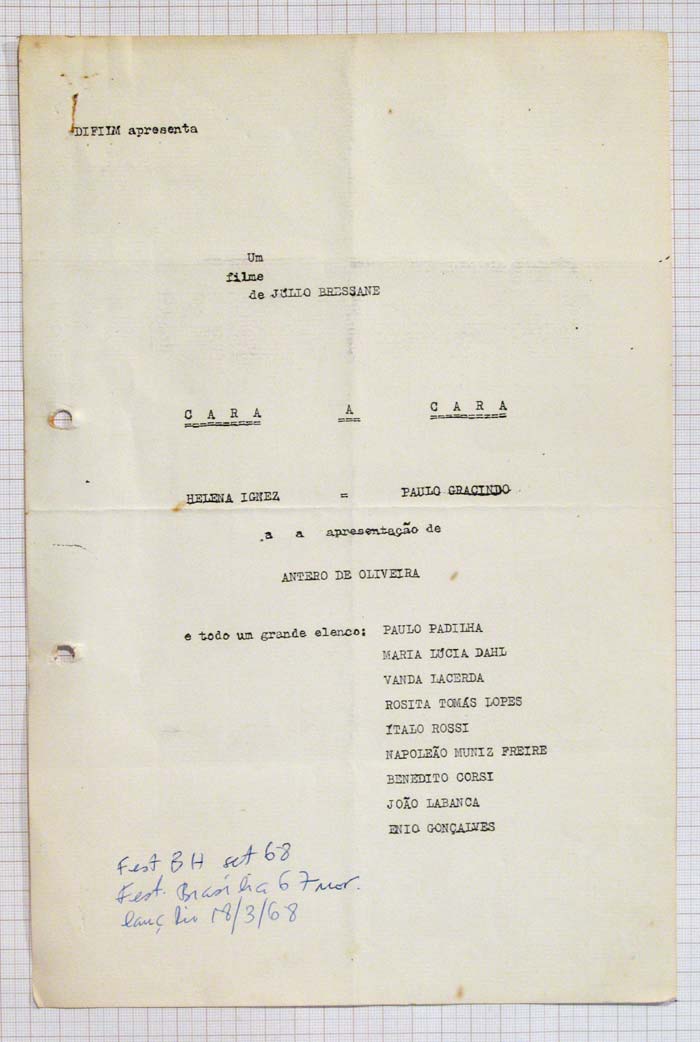 DIFIIM apresenta
Um
filme
de JÚLIO BRESSANE
C A R A   A   C A R A
HELENA IGNEZ = PAULO GRACINDO
a a apresentação de
ANTERO DE OLIVEIRA
e todo um grande elenco: PAULO PADILHA
MARIA LÚCIA DAHL
VANDA LACERDA
ROSITA TOMÁS LOPES
ÍTALO ROSSI
NAPOLEÃO MUNIZ FREIRE
BENEDITO CORSI
JOÃO LABANCA
ENIO GONÇALVES
Fest BH set 68
Fest. Brasília 67 nov.
lanç Rio 18/3/68